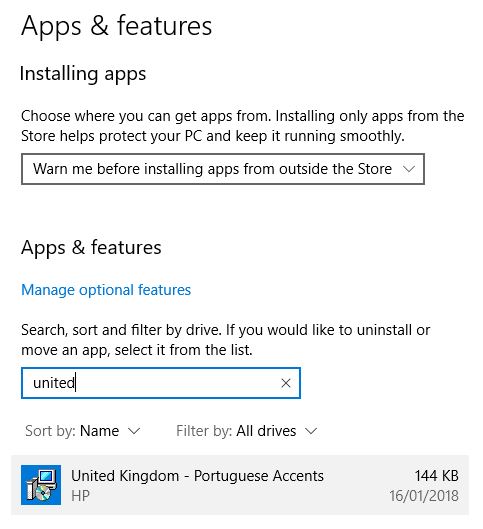 Apps & features
Installing apps
Choose where you can get apps from. Installing only apps from the
Store helps protect your PC and keep it running smoothly.
Warn me before installing apps from outside the Store
Apps & features
Manage optional features
Search, sort and filter by drive. If you would like to uninstall or
move an app, select it from the list.
united
Sort by: Name Filter by: All drives
United Kingdom - Portuguese Accents 144 KB
HP 16/01/2018